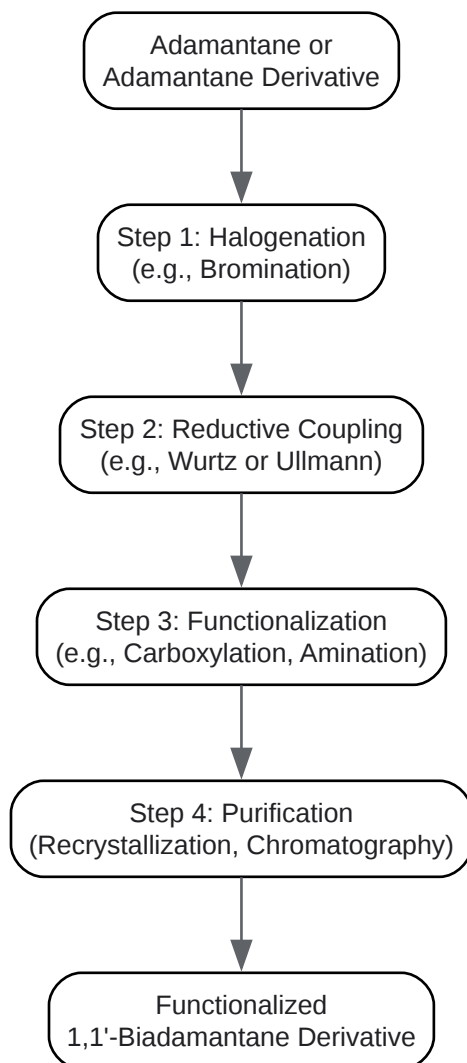 Adamantane or
Adamantane Derivative
Step 1: Halogenation
(e.g., Bromination)
Step 2: Reductive Coupling
(e.g., Wurtz or Ullmann)
Step 3: Functionalization
(e.g., Carboxylation, Amination)
Step 4: Purification
(Recrystallization, Chromatography)
Functionalized
1,1'-Biadamantane Derivative